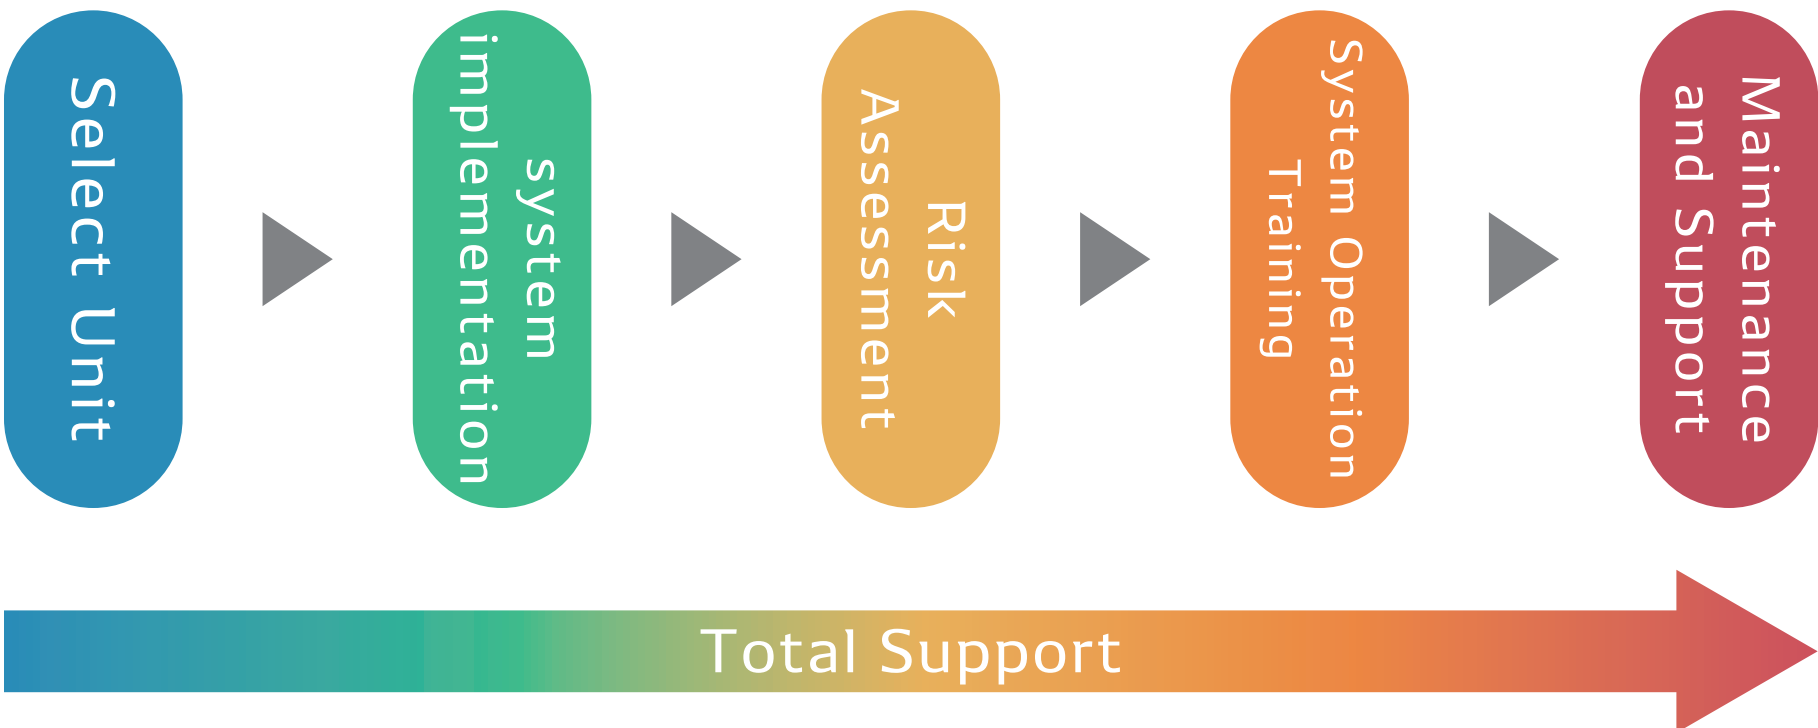 Select Unit
system
implementation
Risk
Assessment
System Operation
Training
Maintenance
and Support
Total Support